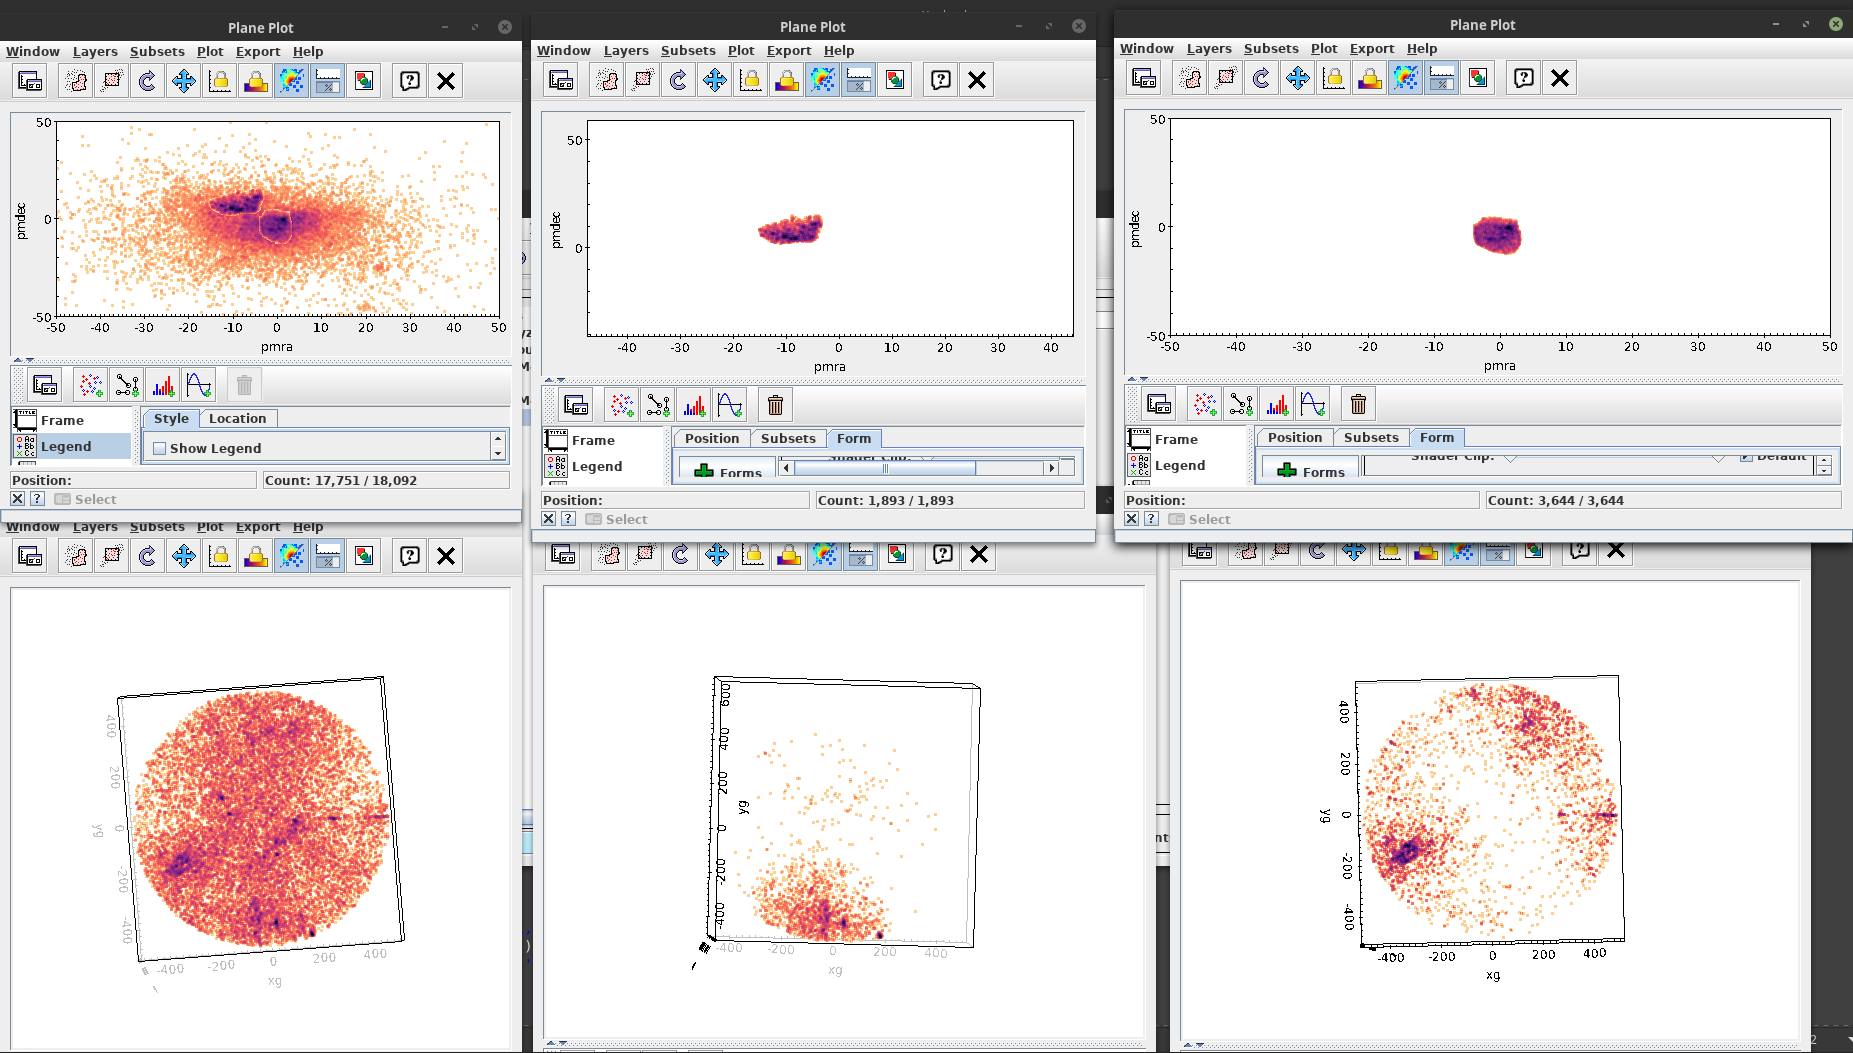 Plane Plot
Window Layers Subsets Plot Export Help
50
0
-50
pmdec
-50 -40 -30 -20 -10 0 10 20 30 40 50
pmra
Frame
Legend
Style Location
Show Legend
Position:
Count: 17,751 / 18,092
Select
Plane Plot
Window Layers Subsets Plot Export Help
50
0
pmdec
-40 -30 -20 -10 0 10 20 30 40
pmra
Frame
Legend
Position Subsets Form
Shader Clip:
Forms
Position:
Count: 1,893 / 1,893
Select
Plane Plot
Window Layers Subsets Plot Export Help
50
0
-50
pmdec
-50 -40 -30 -20 -10 0 10 20 30 40 50
pmra
Frame
Legend
Position Subsets Form
Shader Clip:
Default
Forms
Position:
Count: 3,644 / 3,644
Select
Window Layers Subsets Plot Export Help
400
200
0
-200
-400
yg
-400 -200 0 200 400
xg
600
400
200
0
-200
-400
yg
-400 -200 0 200 400
xg
400
200
0
-200
-400
yg
-400 -200 0 200 400
xg